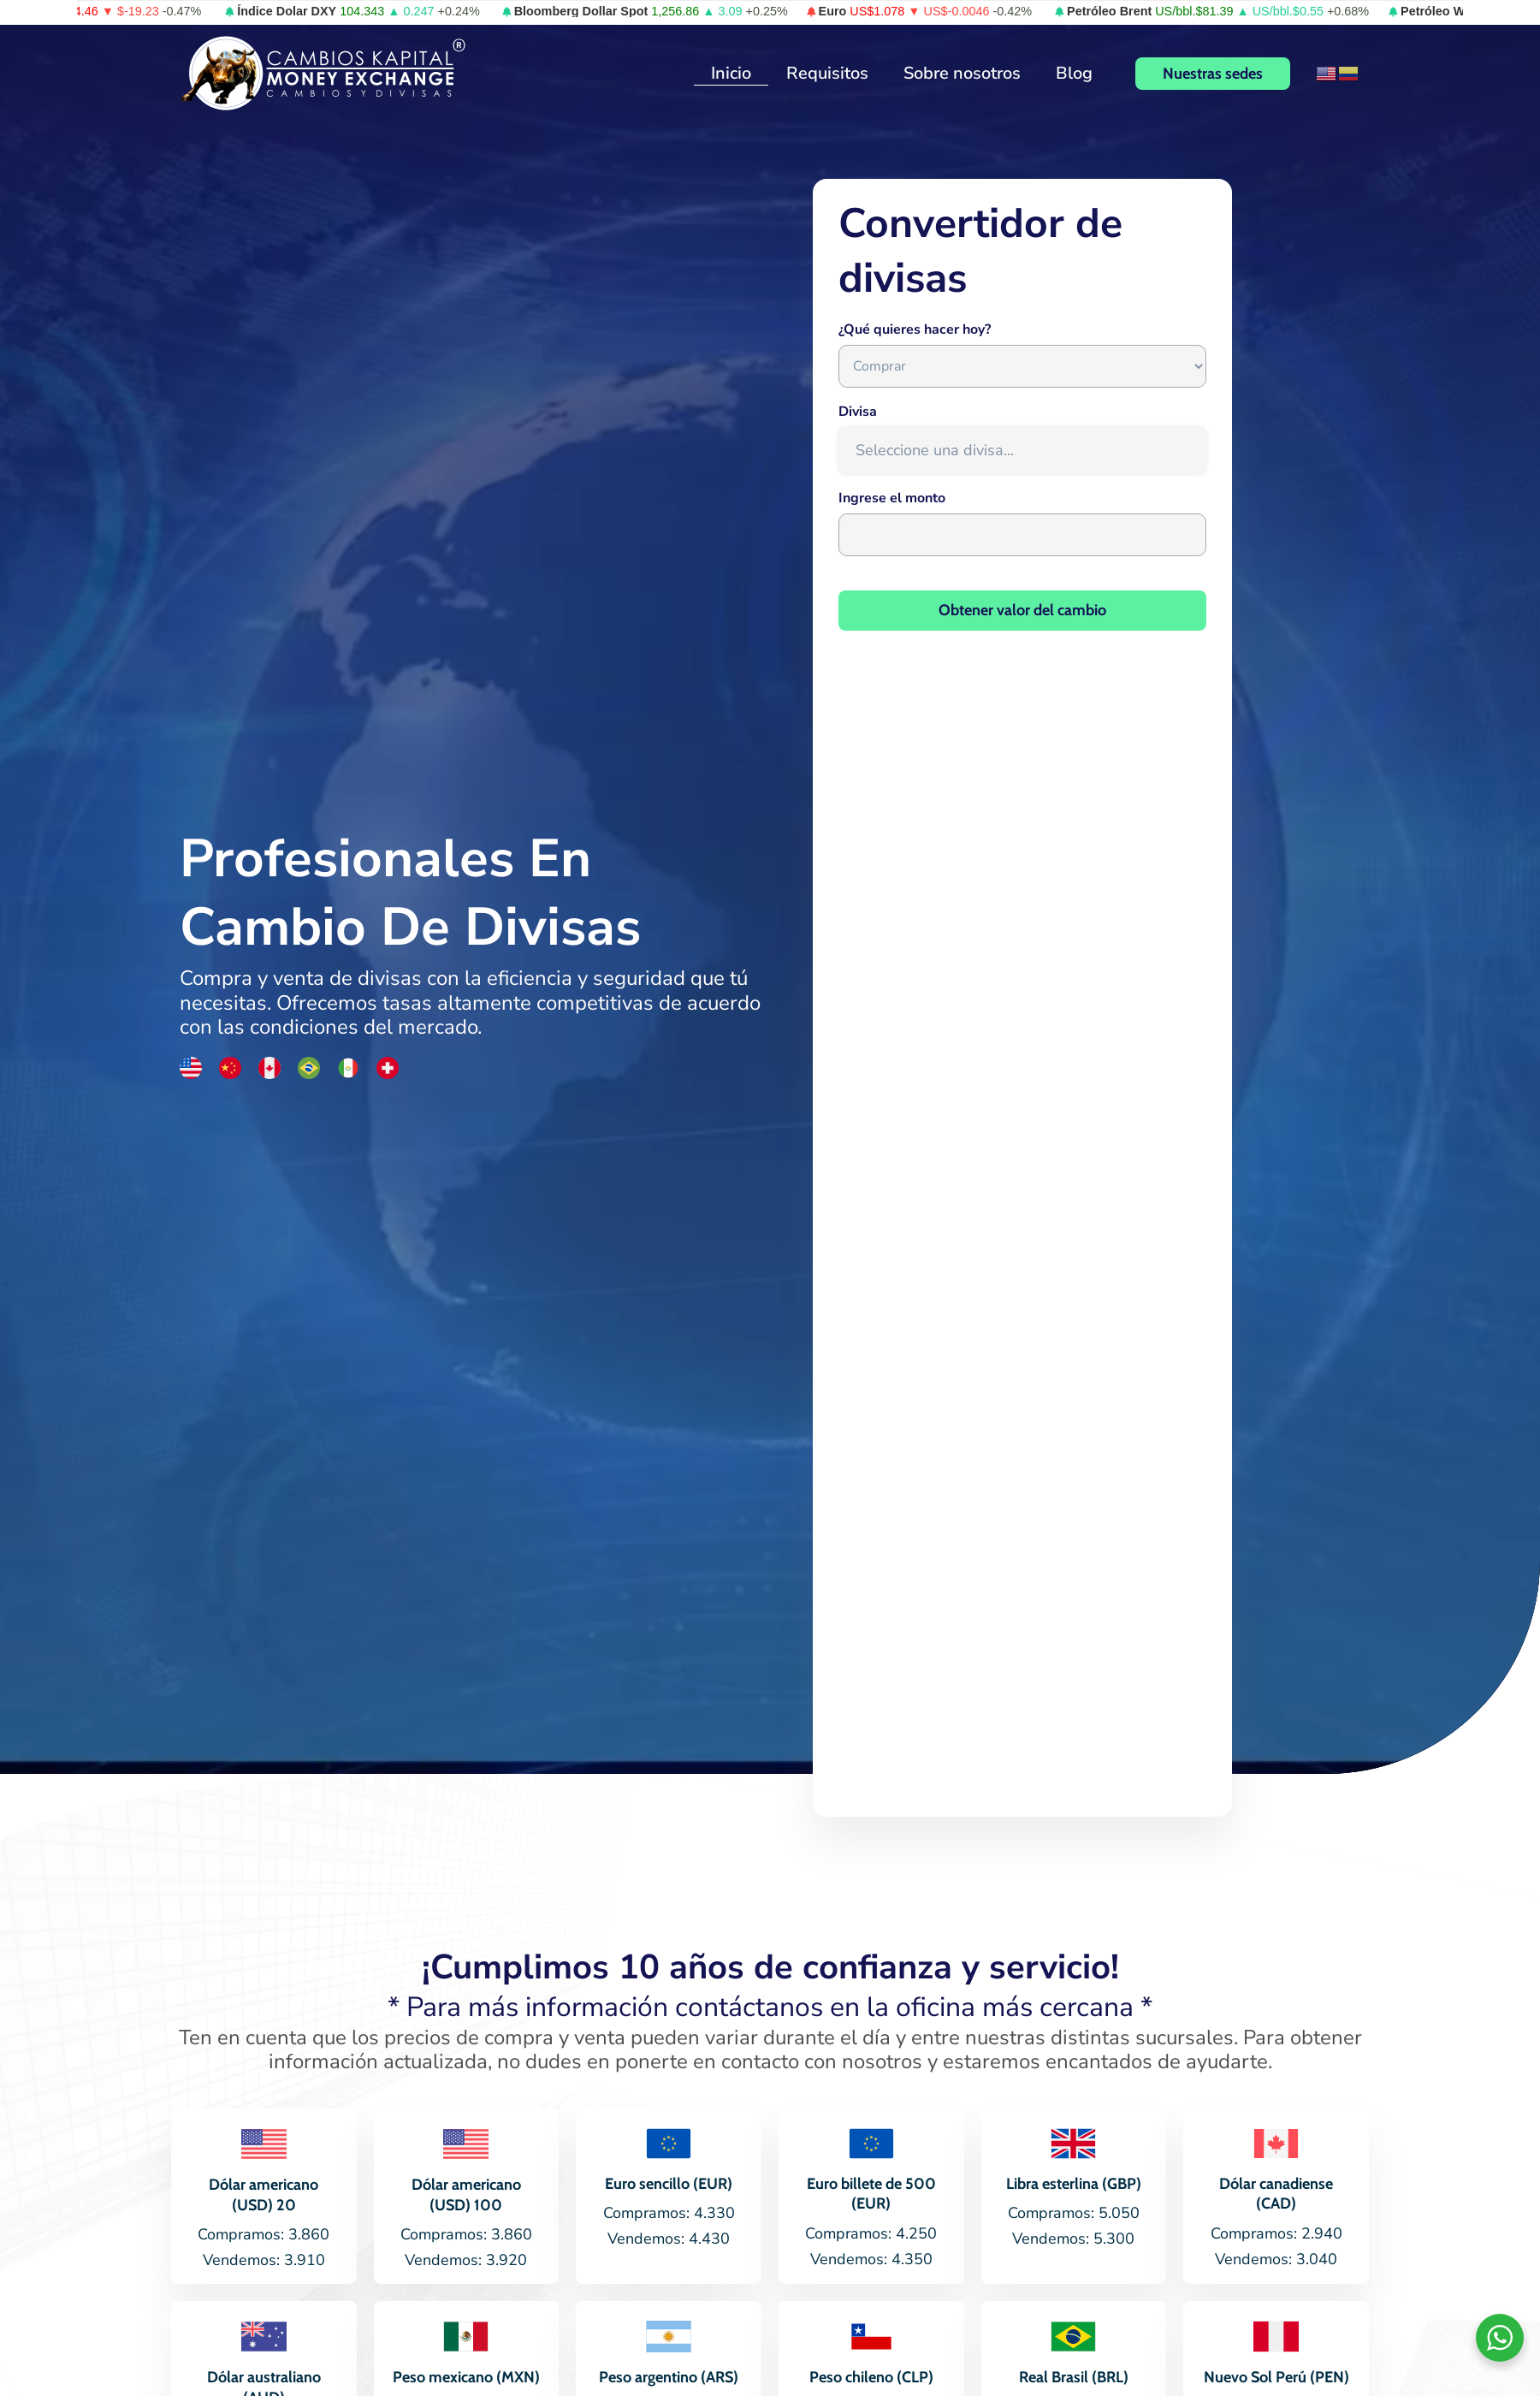 4.46 ▼ $-19.23 -0.47% Índice Dolar DXY 104.343 ▲ 0.247 +0.24% Bloomberg Dollar Spot 1,256.86 ▲ 3.09 +0.25% Euro US$1.078 ▼ US$-0.0046 -0.42% Petróleo Brent US/bbl.$81.39 ▲ US/bbl.$0.55 +0.68% Petróleo W
CAMBIOS KAPITAL ®
MONEY EXCHANGE
CAMBIOS Y DIVISAS
Inicio Requisitos Sobre nosotros Blog Nuestras sedes
Convertidor de
divisas
¿Qué quieres hacer hoy?
Comprar
Divisa
Seleccione una divisa...
Ingrese el monto
Obtener valor del cambio
Profesionales En
Cambio De Divisas
Compra y venta de divisas con la eficiencia y seguridad que tú
necesitas. Ofrecemos tasas altamente competitivas de acuerdo
con las condiciones del mercado.
¡Cumplimos 10 años de confianza y servicio!
* Para más información contáctanos en la oficina más cercana *
Ten en cuenta que los precios de compra y venta pueden variar durante el día y entre nuestras distintas sucursales. Para obtener
información actualizada, no dudes en ponerte en contacto con nosotros y estaremos encantados de ayudarte.
Dólar americano
(USD) 20
Compramos: 3.860
Vendemos: 3.910
Dólar americano
(USD) 100
Compramos: 3.860
Vendemos: 3.920
Euro sencillo (EUR)
Compramos: 4.330
Vendemos: 4.430
Euro billete de 500
(EUR)
Compramos: 4.250
Vendemos: 4.350
Libra esterlina (GBP)
Compramos: 5.050
Vendemos: 5.300
Dólar canadiense
(CAD)
Compramos: 2.940
Vendemos: 3.040
Dólar australiano
(AUD)
Peso mexicano (MXN)
Peso argentino (ARS)
Peso chileno (CLP)
Real Brasil (BRL)
Nuevo Sol Perú (PEN)